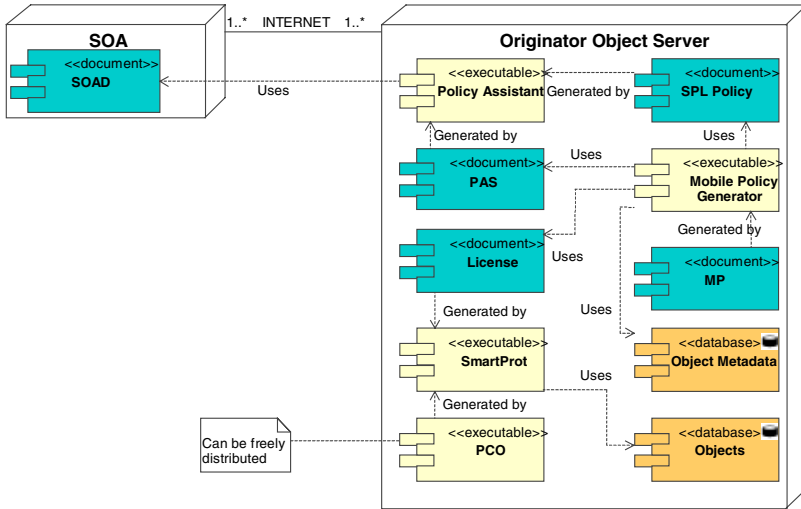 1..* INTERNET 1..*
SOA
<<document>>
SOAD
Uses
Originator Object Server
<<executable>>
Policy Assistant
Generated by
<<document>>
SPL Policy
Generated by
Uses
<<document>>
PAS
Uses
<<executable>>
Mobile Policy
Generator
Generated by
<<document>>
License
Uses
<<document>>
MP
Generated by
Uses
<<executable>>
SmartProt
<<database>>
Object Metadata
Uses
Generated by
Can be freely
distributed
<<executable>>
PCO
<<database>>
Objects